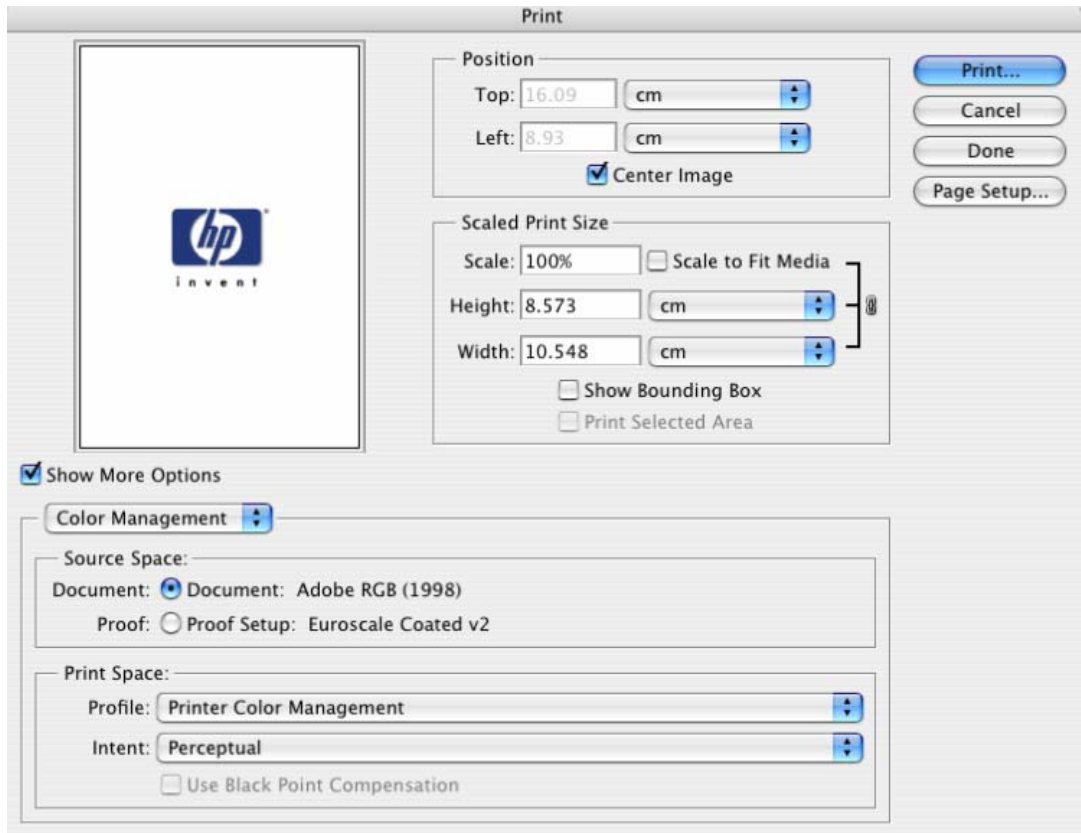 Print
hp
invent
Position
Top: 16.09 cm
Left: 8.93 cm
Center Image
Print...
Cancel
Done
Page Setup...
Scaled Print Size
Scale: 100% Scale to Fit Media
Height: 8.573 cm
Width: 10.548 cm
Show Bounding Box
Print Selected Area
Show More Options
Color Management
Source Space:
Document: Document: Adobe RGB (1998)
Proof: Proof Setup: Euroscale Coated v2
Print Space:
Profile: Printer Color Management
Intent: Perceptual
Use Black Point Compensation